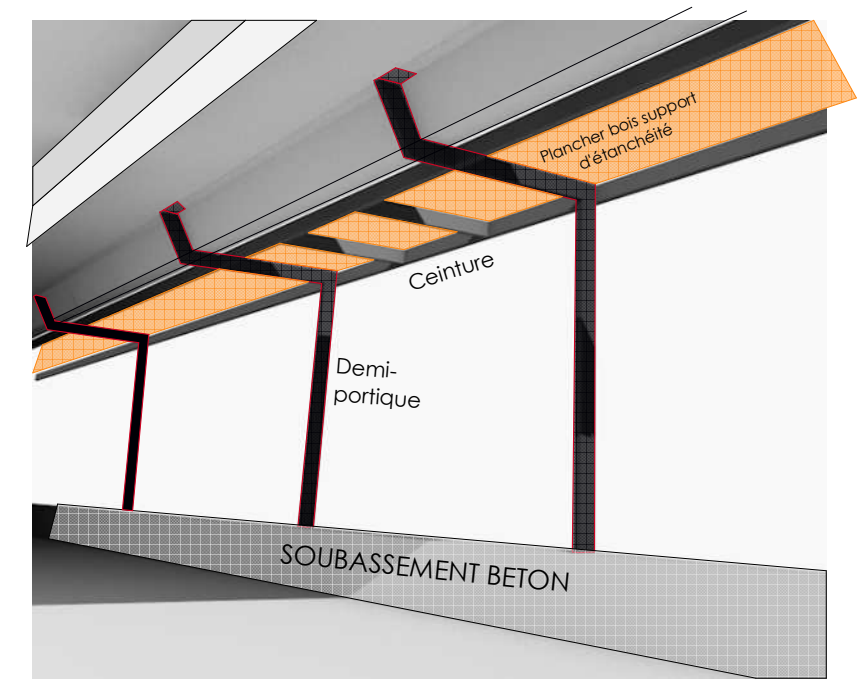 Plancher bois support
d'étanchéité
Ceinture
Demi-
portique
SOUBASSEMENT BETON